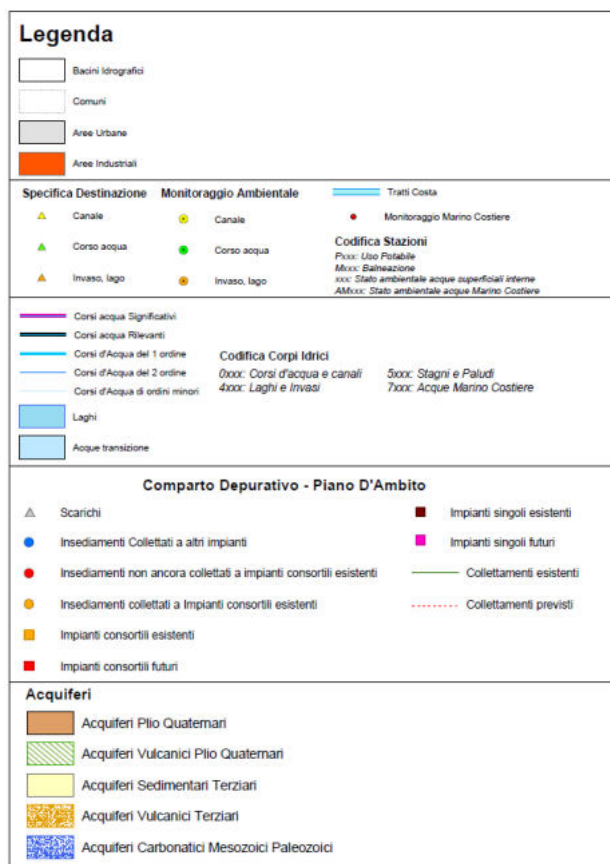 Legenda
Bacini Idrografici
Comuni
Aree Urbane
Aree Industriali
Specifica Destinazione
Canale
Corso acqua
Invaso, lago
Monitoraggio Ambientale
Canale
Corso acqua
Invaso, lago
Tratti Costa
Monitoraggio Marino Costiere
Codifica Stazioni
Pxxx: Uso Potabile
Mxxx: Balneazione
xxx: Stato ambientale acque superficiali interne
AMxxx: Stato ambientale acque Marino Costiere
Corsi acqua Significativi
Corsi acqua Rilevanti
Corsi d'Acqua del 1 ordine
Corsi d'Acqua del 2 ordine
Corsi d'Acqua di ordini minori
Laghi
Acque transizione
Codifica Corpi Idrici
0xxx: Corsi d'acqua e canali
4xxx: Laghi e Invasi
5xxx: Stagni e Paludi
7xxx: Acque Marino Costiere
Comparto Depurativo - Piano D'Ambito
Scarichi
Insediamenti Collettati a altri impianti
Insediamenti non ancora collettati a impianti consortili esistenti
Insediamenti collettati a Impianti consortili esistenti
Impianti consortili esistenti
Impianti consortili futuri
Impianti singoli esistenti
Impianti singoli futuri
Collettamenti esistenti
Collettamenti previsti
Acquiferi
Acquiferi Plio Quaternari
Acquiferi Vulcanici Plio Quaternari
Acquiferi Sedimentari Terziari
Acquiferi Vulcanici Terziari
Acquiferi Carbonatici Mesozoici Paleozoici